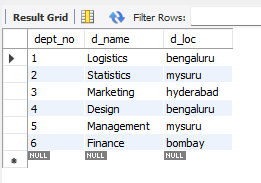 Result Grid Filter Rows:
dept_no d_name d_loc
1 Logistics bengaluru
2 Statistics mysuru
3 Marketing hyderabad
4 Design bengaluru
5 Management mysuru
6 Finance bombay
NULL NULL NULL